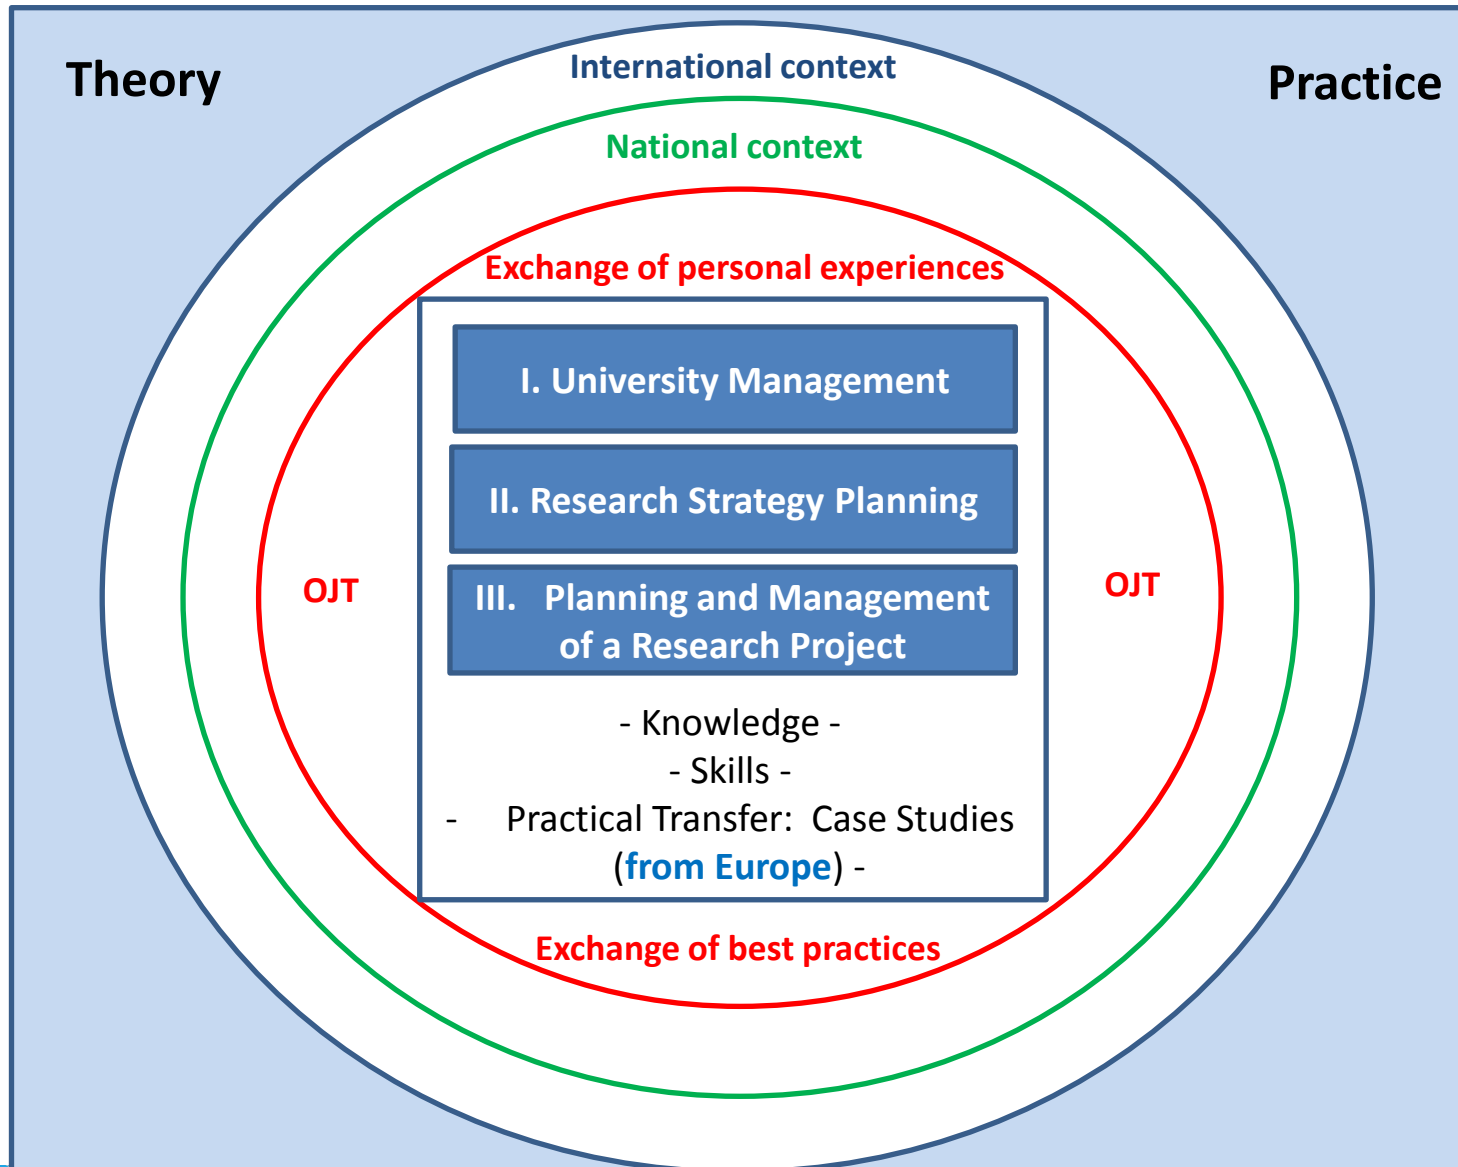 Theory
International context
Practice
National context
Exchange of personal experiences
I. University Management
II. Research Strategy Planning
III. Planning and Management
of a Research Project
OJT
OJT
- Knowledge -
- Skills -
- Practical Transfer: Case Studies
(from Europe) -
Exchange of best practices